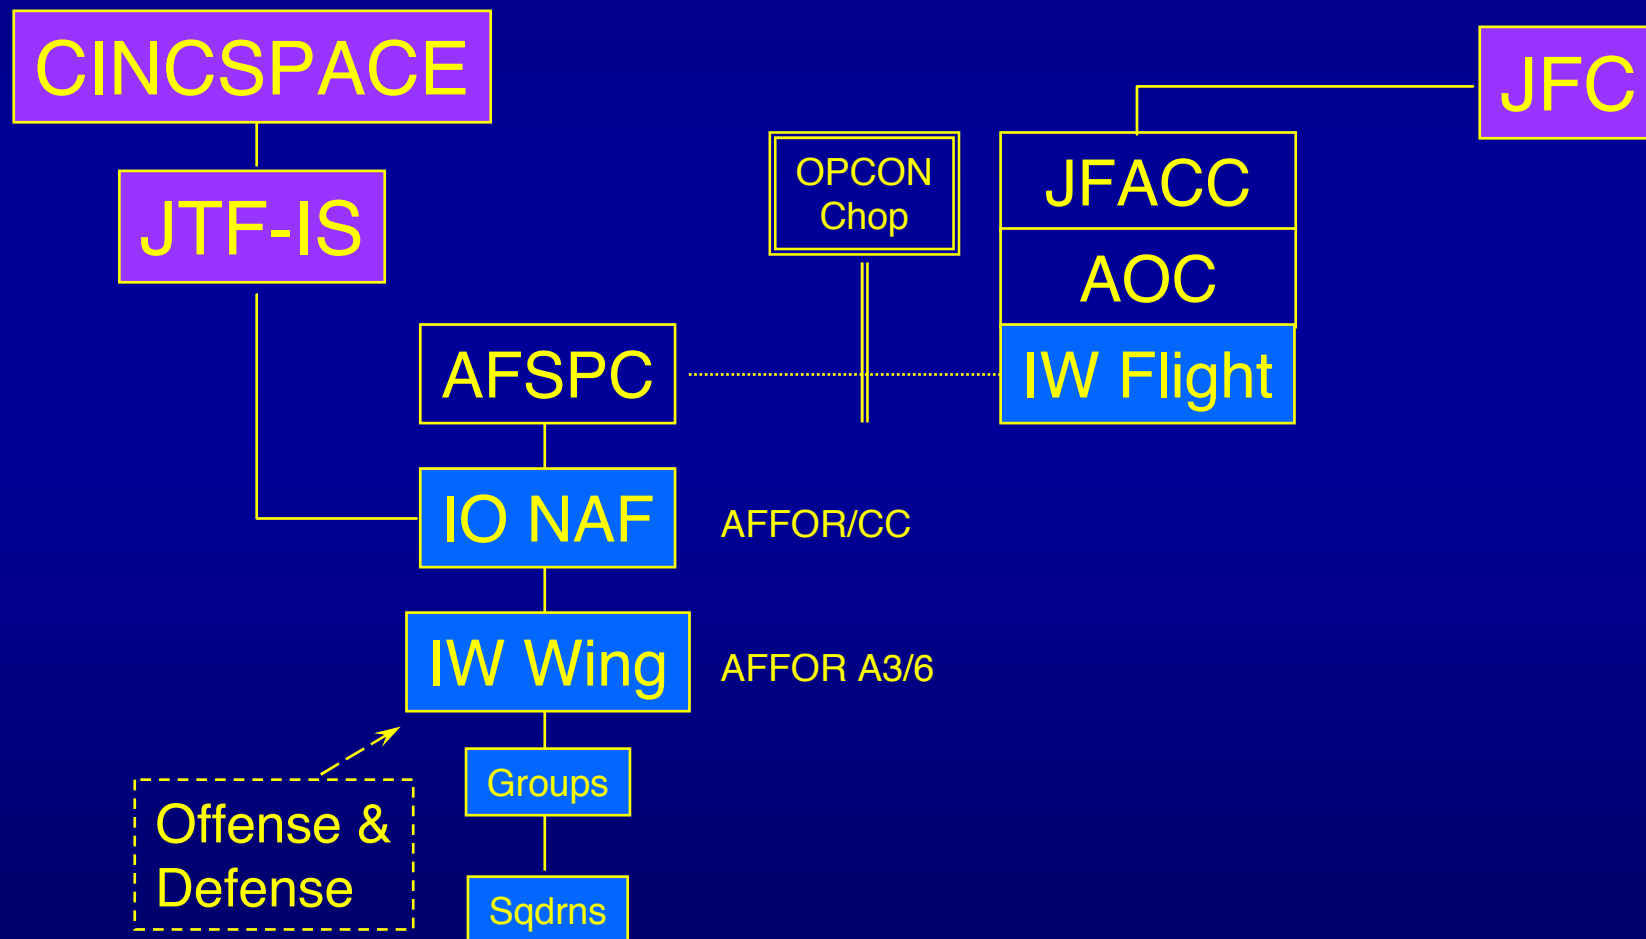 CINCSPACE
JFC
JTF-IS
OPCON
Chop
JFACC
AOC
AFSPC
IW Flight
IO NAF
AFFOR/CC
IW Wing
AFFOR A3/6
Groups
Offense &
Defense
Sqdrns